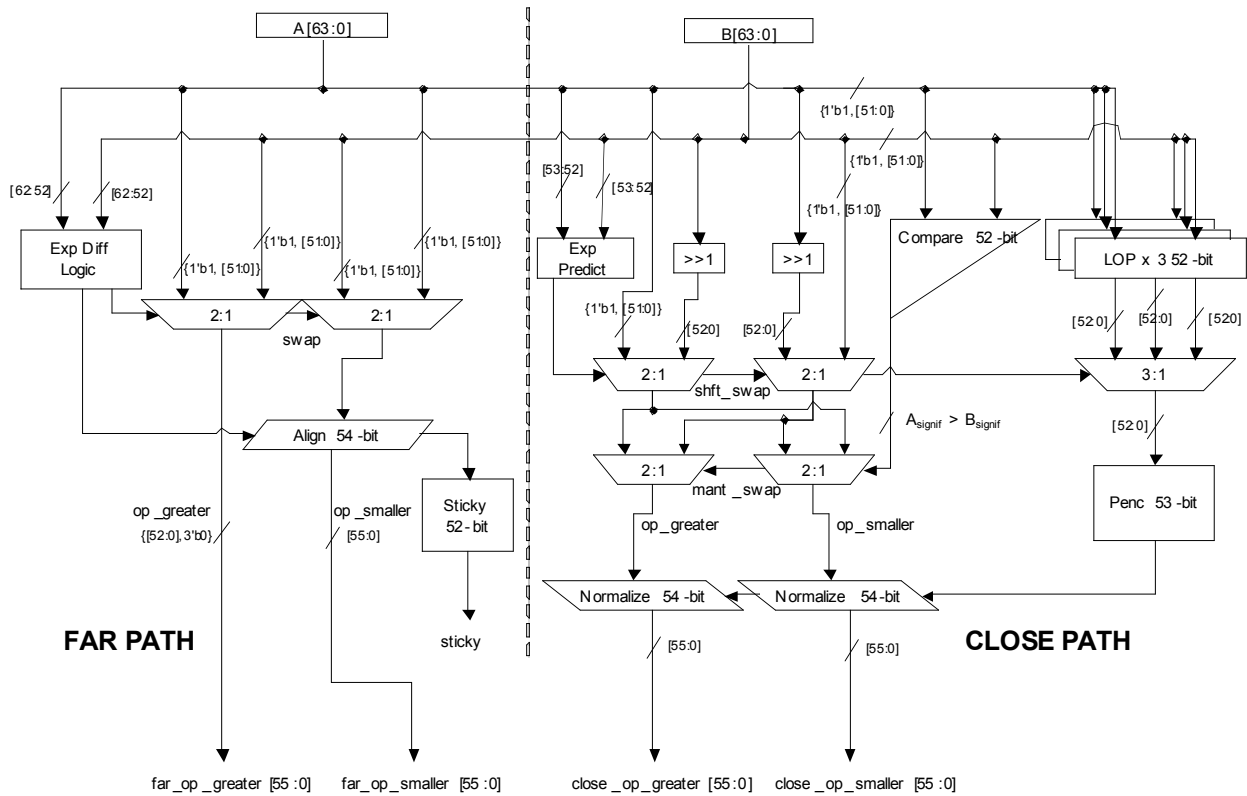 A[63:0]
B[63:0]
{1'b1, [51:0]}
{1'b1, [51:0]}
[62:52]
[62:52]
[53:52]
[53:52]
{1'b1, [51:0]}
Exp Diff
Logic
{1'b1, [51:0]}
{1'b1, [51:0]}
{1'b1, [51:0]}
{1'b1, [51:0]}
Exp
Predict
>>1
>>1
Compare 52-bit
LOP x 3 52-bit
2:1
2:1
swap
{1'b1, [51:0]}
[52:0]
[52:0]
[52:0]
[52:0]
[52:0]
2:1
shft_swap
2:1
3:1
Align 54-bit
Asignif > Bsignif
[52:0]
2:1
mant_swap
2:1
Sticky
52-bit
Penc 53-bit
op_greater
{[52:0],3'b0}
op_smaller
[55:0]
op_greater
op_smaller
Normalize 54-bit
Normalize 54-bit
FAR PATH
sticky
[55:0]
[55:0]
CLOSE PATH
far_op_greater [55:0]
far_op_smaller [55:0]
close_op_greater [55:0]
close_op_smaller [55:0]